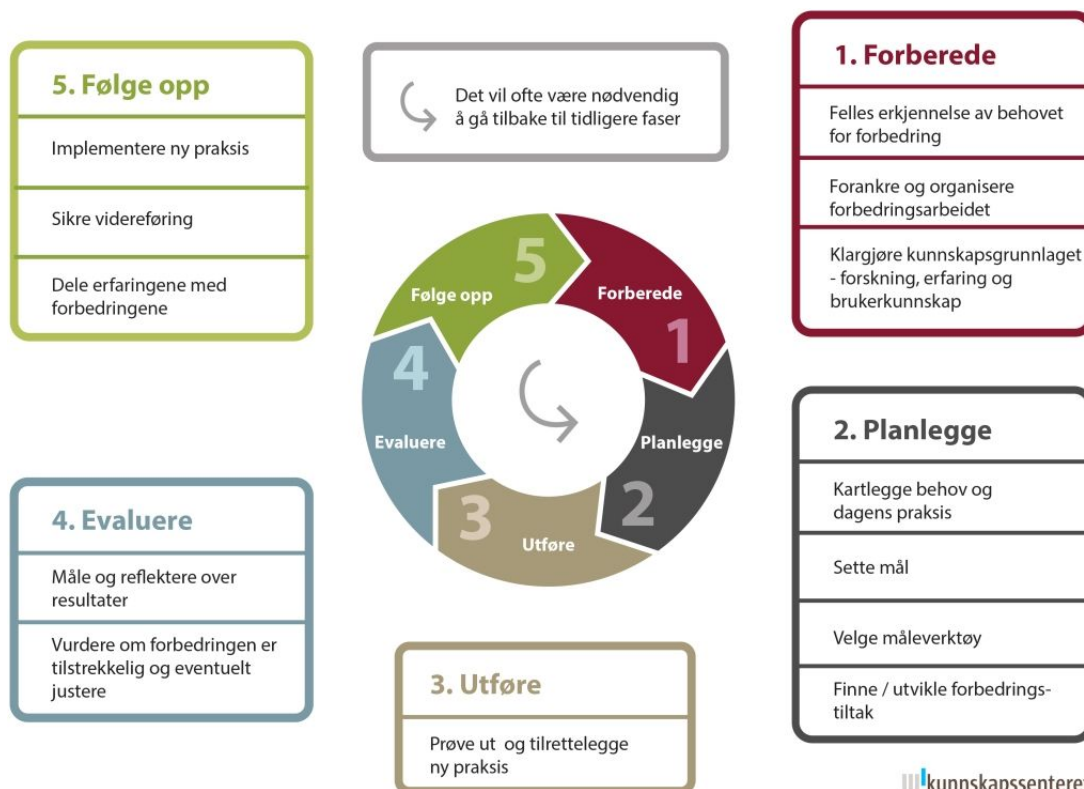 5. Følge opp
Implementere ny praksis
Sikre videreføring
Dele erfaringene med
forbedringene
Det vil ofte være nødvendig
å gå tilbake til tidligere faser
1. Forberede
Felles erkjennelse av behovet
for forbedring
Forankre og organisere
forbedringsarbeidet
Klargjøre kunnskapsgrunnlaget
- forskning, erfaring og
brukerkunnskap
5
Følge opp
Forberede
1
4
Evaluere
Planlegge
2
3
Utføre
2. Planlegge
Kartlegge behov og
dagens praksis
Sette mål
Velge måleverktøy
Finne / utvikle forbedrings-
tiltak
4. Evaluere
Måle og reflektere over
resultater
Vurdere om forbedringen er
tilstrekkelig og eventuelt
justere
3. Utføre
Prøve ut og tilrettelegge
ny praksis
kunnskapssenteret